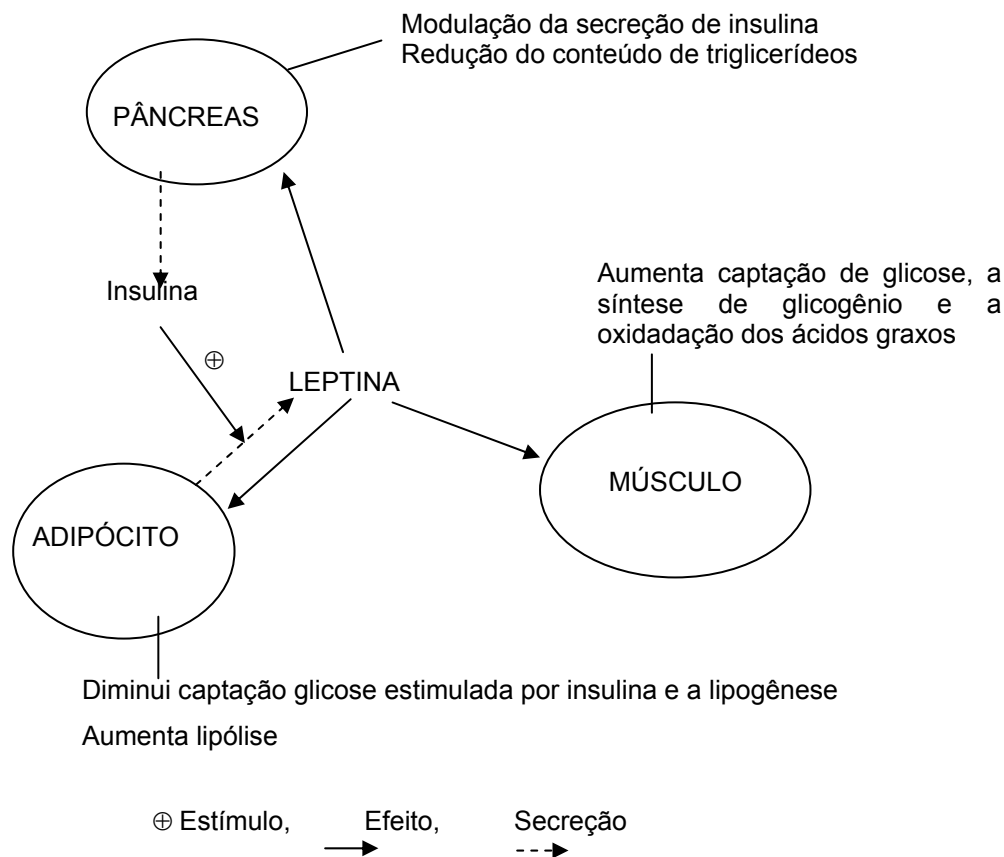 Modulação da secreção de insulina
Redução do conteúdo de triglicerídeos
PÂNCREAS
Insulina
Aumenta captação de glicose, a
síntese de glicogênio e a
oxidadação dos ácidos graxos
⊕
LEPTINA
MÚSCULO
ADIPÓCITO
Diminui captação glicose estimulada por insulina e a lipogênese
Aumenta lipólise
⊕ Estímulo, Efeito, Secreção